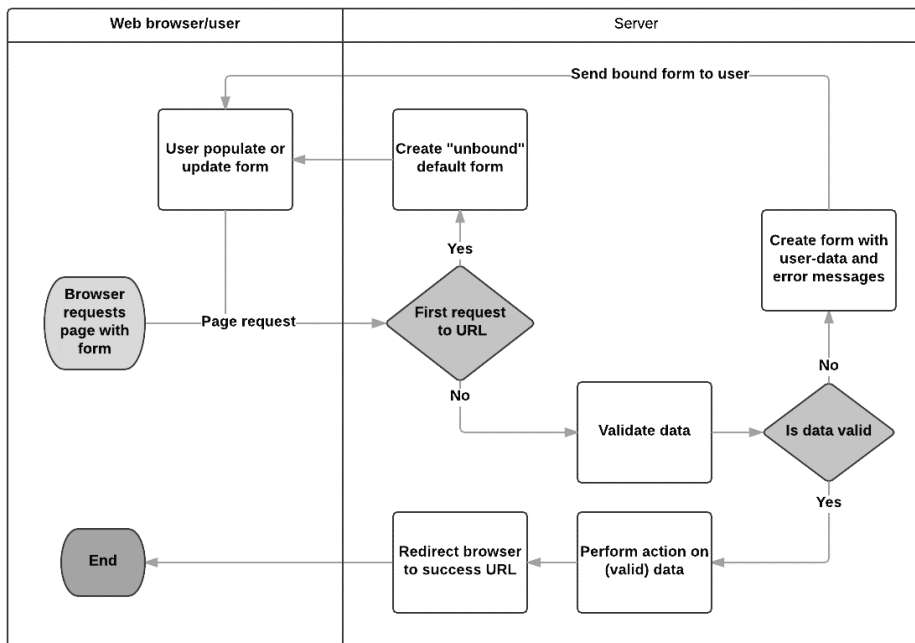 Web browser/user
Server
Send bound form to user
User populate or
update form
Create "unbound"
default form
Yes
Create form with
user-data and
error messages
Browser
requests
page with
form
Page request
First request
to URL
No
No
Validate data
Is data valid
Yes
End
Redirect browser
to success URL
Perform action on
(valid) data